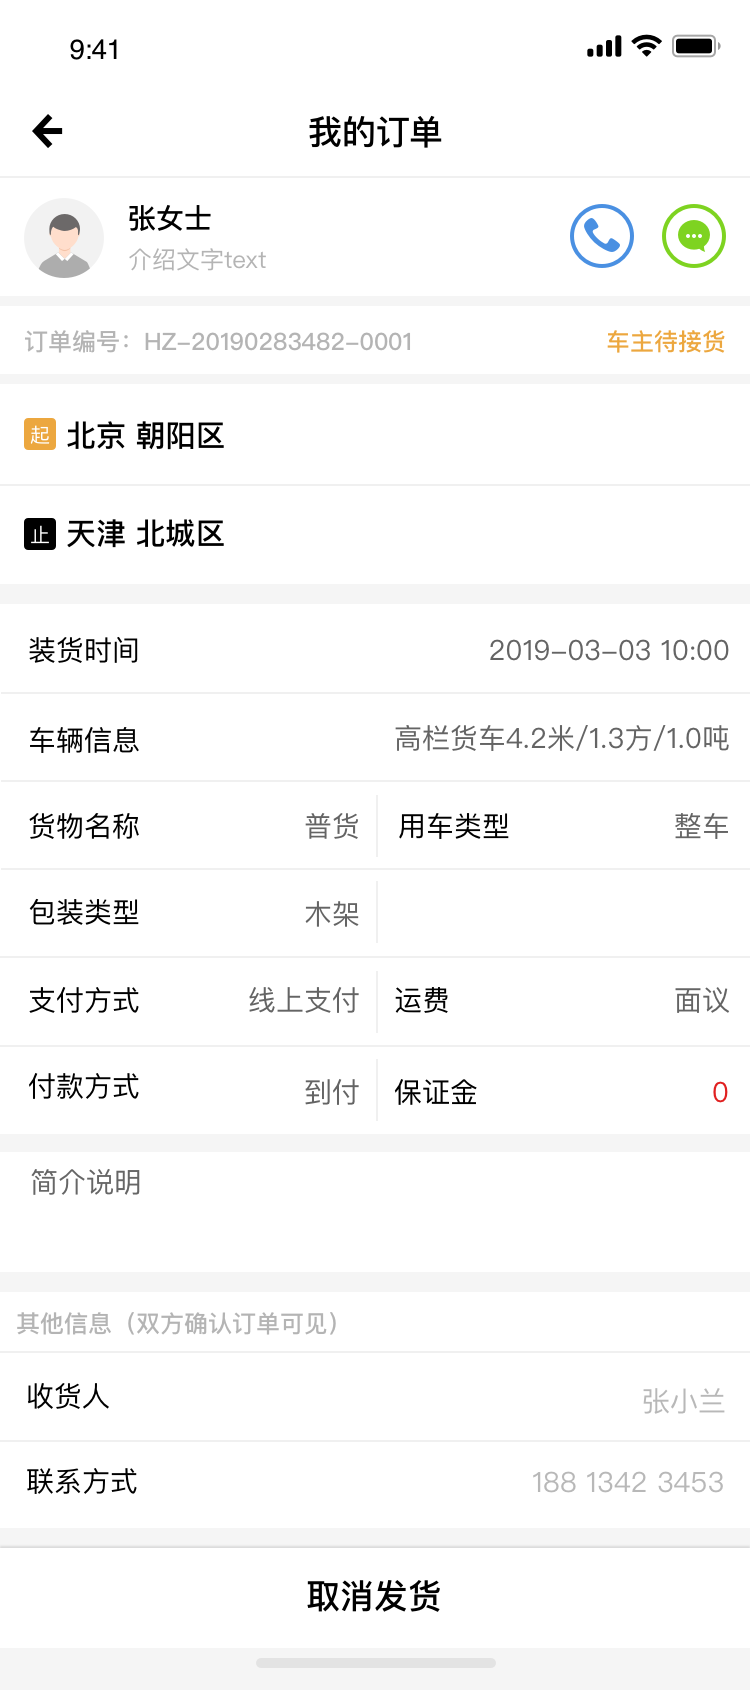 9:41
我的订单
张女士
介绍文字text
订单编号：HZ-20190283482-0001 车主待接货
起 北京 朝阳区
止 天津 北城区
装货时间 2019-03-03 10:00
车辆信息 高栏货车4.2米/1.3方/1.0吨
货物名称 普货 用车类型 整车
包装类型 木架
支付方式 线上支付 运费 面议
付款方式 到付 保证金 0
简介说明
其他信息（双方确认订单可见）
收货人 张小兰
联系方式 188 1342 3453
取消发货